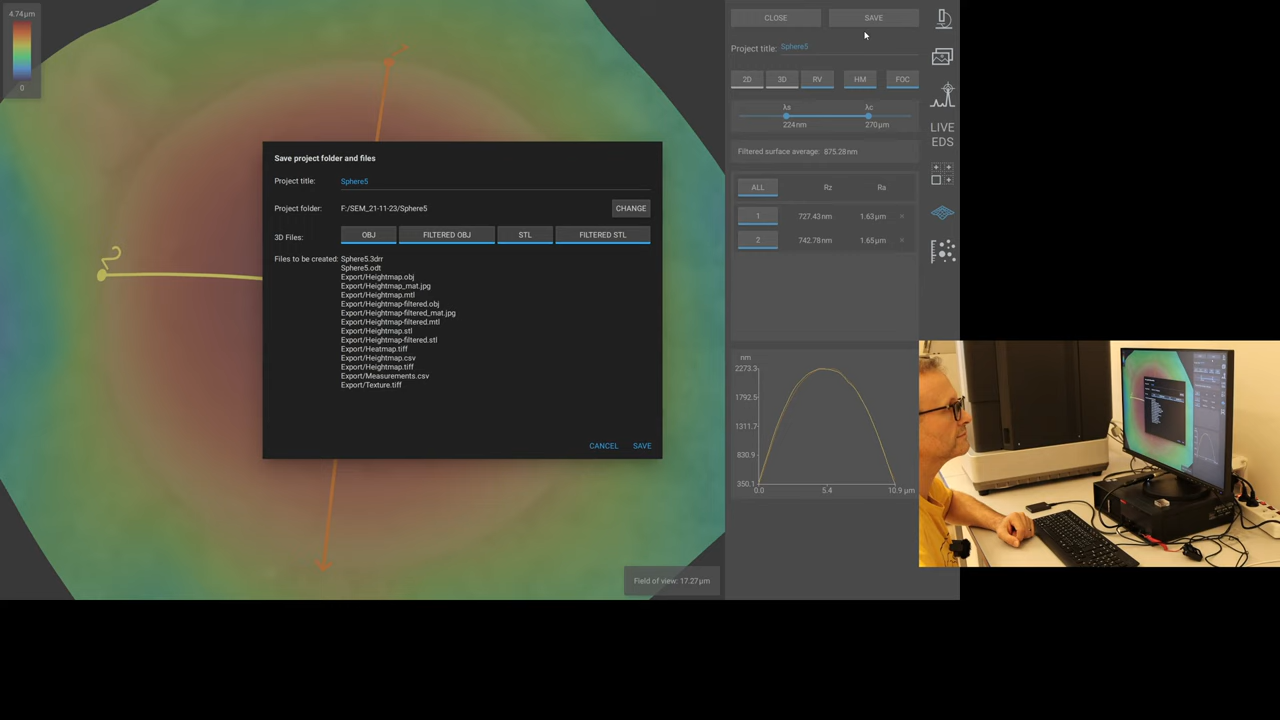 4.74µm
0
1
2
Field of view: 17.27µm
CLOSE
SAVE
Project title: Sphere5
2D
3D
RV
HM
FOC
λs
λc
224nm
270µm
Filtered surface average: 875.28nm
ALL Rz Ra
1 727.43nm 1.63µm ×
2 742.78nm 1.65µm ×
nm
2273.3
1792.5
1311.7
830.9
350.1
0.0 5.4 10.9 µm
LIVE
EDS
Save project folder and files
Project title: Sphere5
Project folder: F:/SEM_21-11-23/Sphere5 CHANGE
3D Files: OBJ FILTERED OBJ STL FILTERED STL
Files to be created: Sphere5.3drr
Sphere5.odt
Export/Heightmap.obj
Export/Heightmap_mat.jpg
Export/Heightmap.mtl
Export/Heightmap-filtered.obj
Export/Heightmap-filtered_mat.jpg
Export/Heightmap-filtered.mtl
Export/Heightmap.stl
Export/Heightmap-filtered.stl
Export/Heatmap.tiff
Export/Heightmap.csv
Export/Heightmap.tiff
Export/Measurements.csv
Export/Texture.tiff
CANCEL SAVE